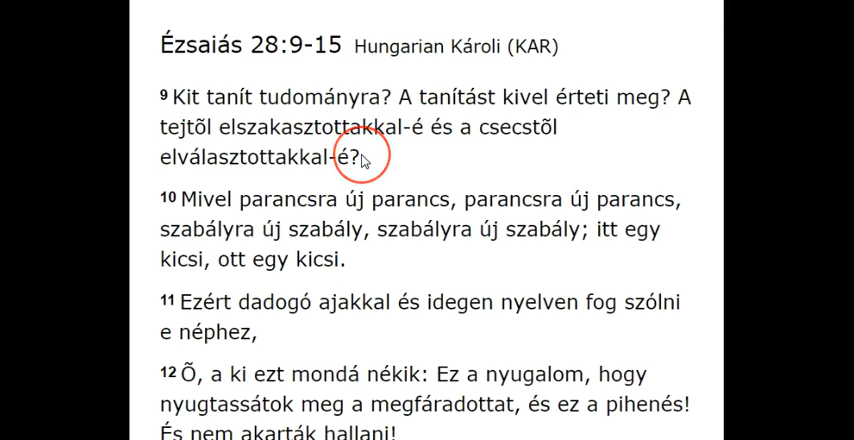 Ézsaiás 28:9-15 Hungarian Károli (KAR)
9 Kit tanít tudományra? A tanítást kivel érteti meg? A
tejtõl elszakasztottakkal-é és a csecstõl
elválasztottakkal-é?
10 Mivel parancsra új parancs, parancsra új parancs,
szabályra új szabály, szabályra új szabály; itt egy
kicsi, ott egy kicsi.
11 Ezért dadogó ajakkal és idegen nyelven fog szólni
e néphez,
12 Õ, a ki ezt mondá nékik: Ez a nyugalom, hogy
nyugtassátok meg a megfáradottat, és ez a pihenés!
És nem akarták hallani!